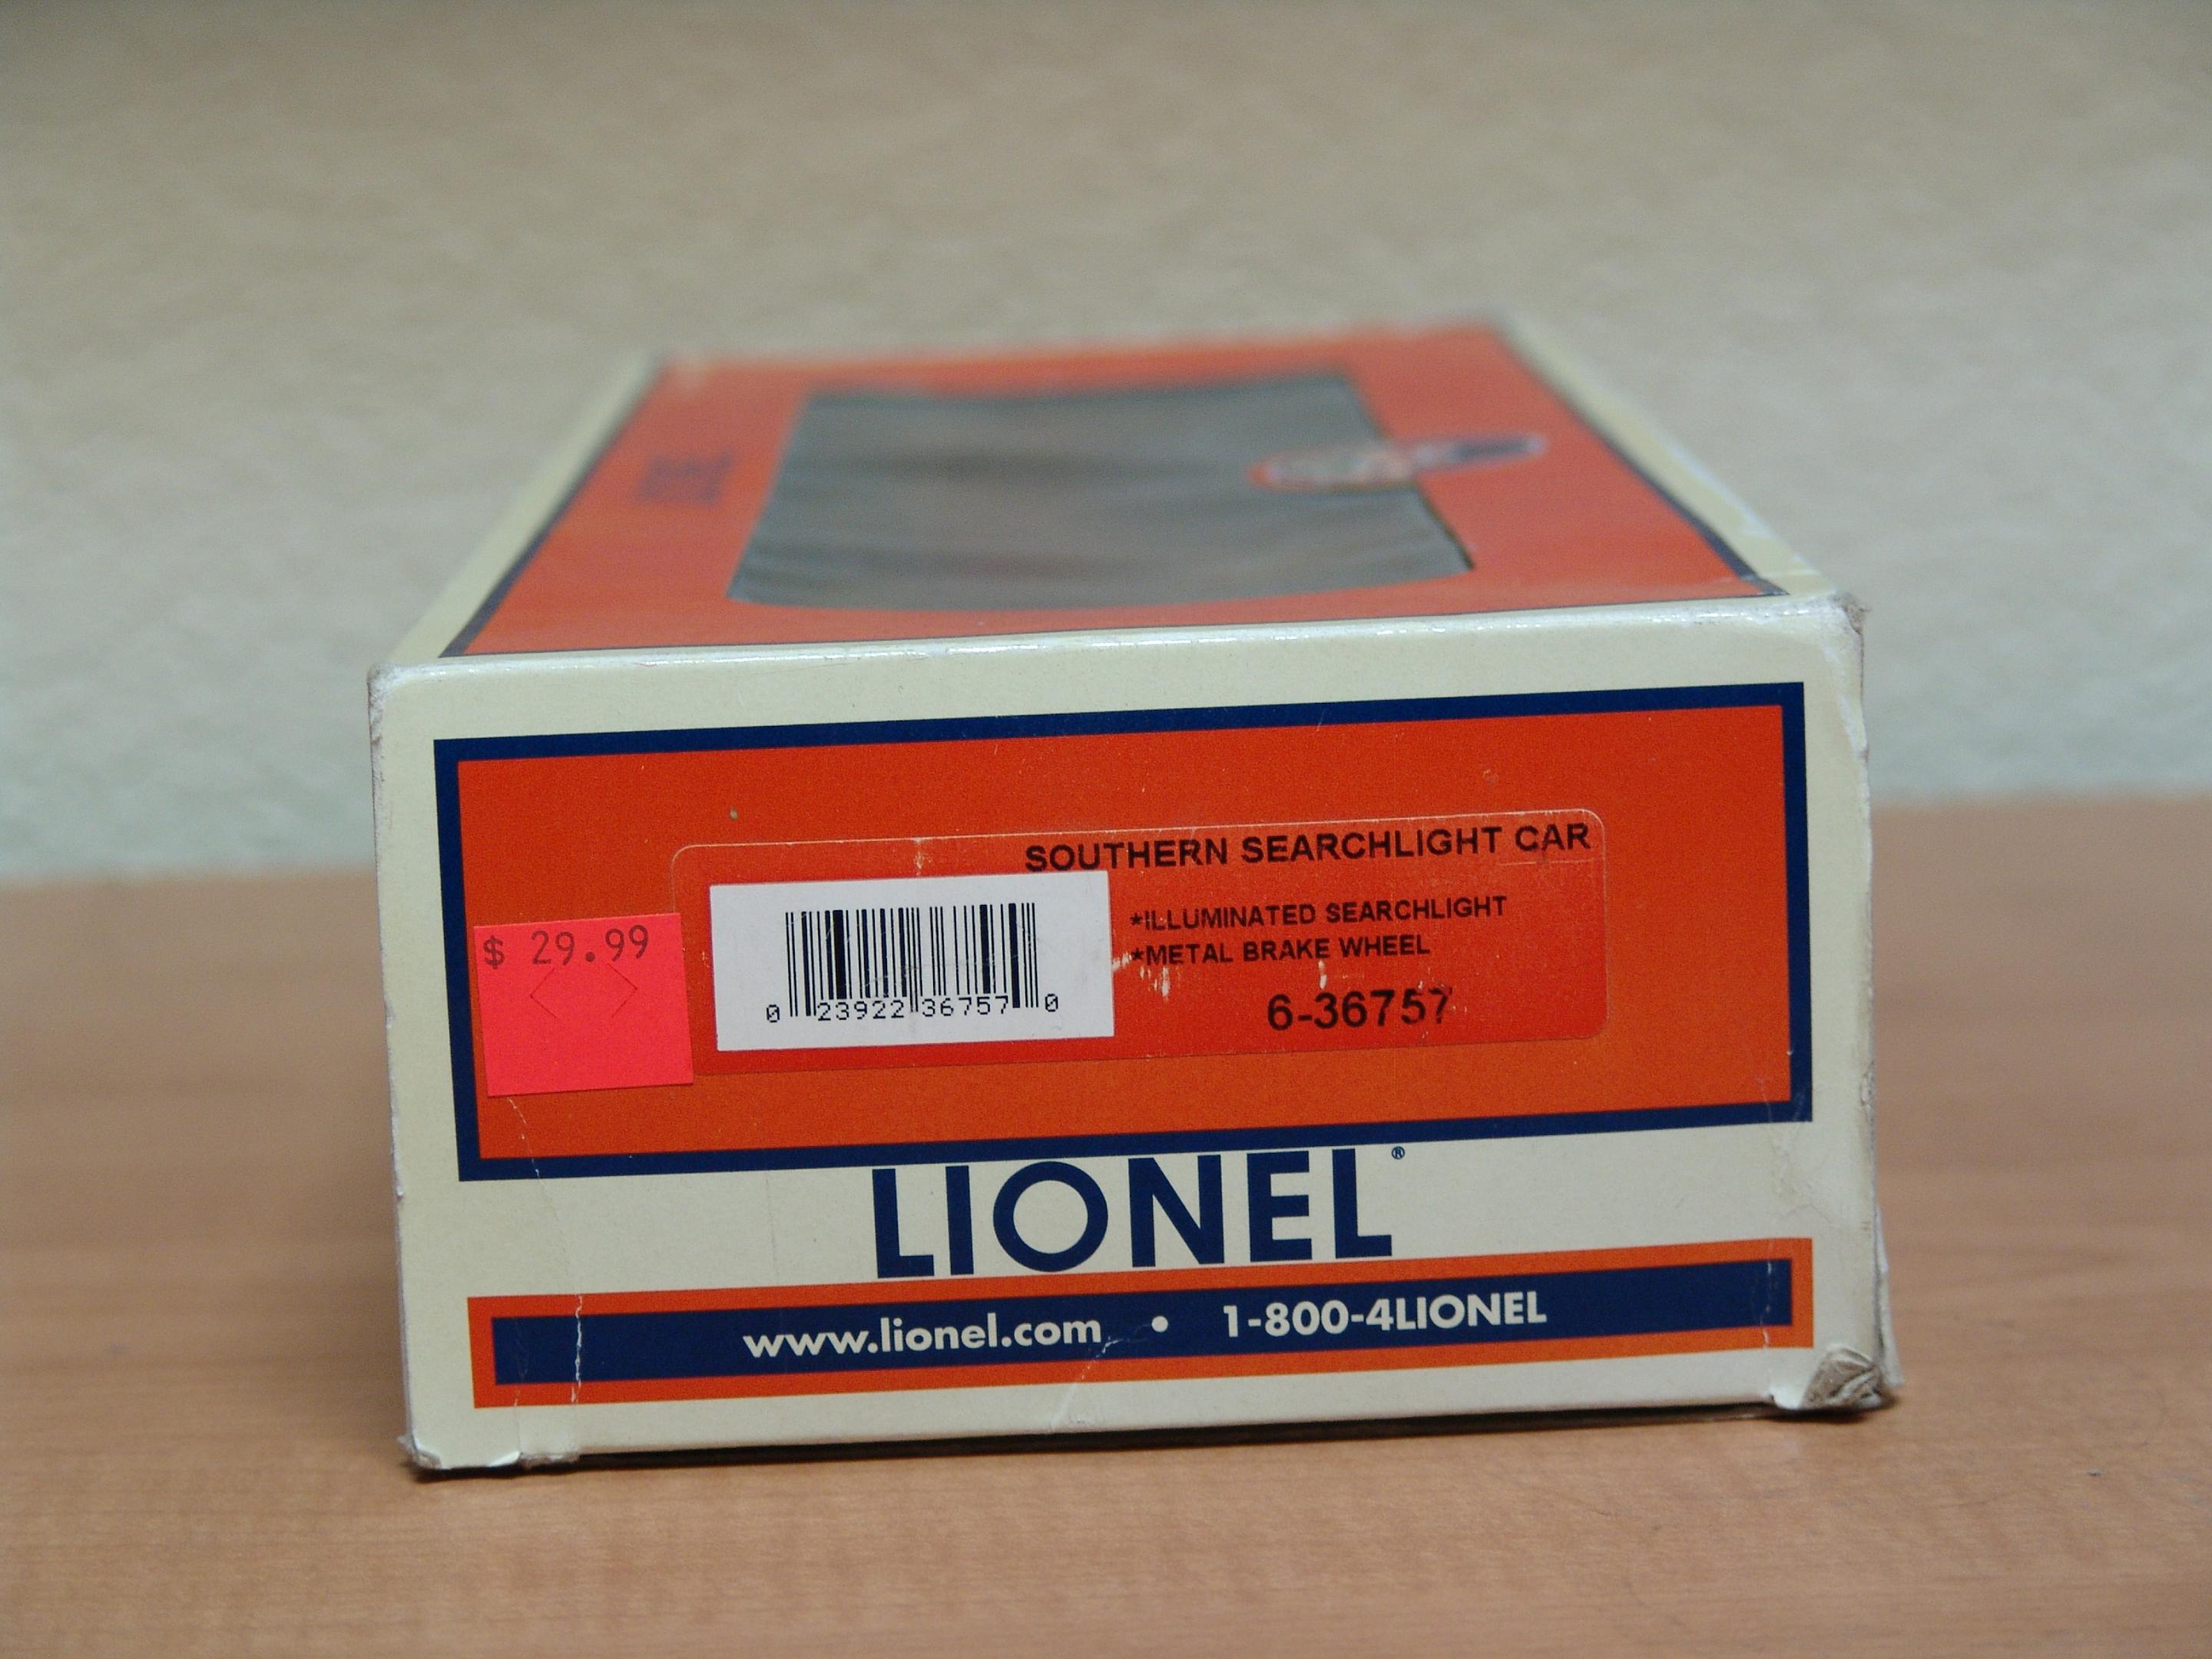 SOUTHERN SEARCHLIGHT CAR
*ILLUMINATED SEARCHLIGHT
*METAL BRAKE WHEEL
6-36757
$ 29.99
0 23922 36757 0
LIONEL®
www.lionel.com • 1-800-4LIONEL